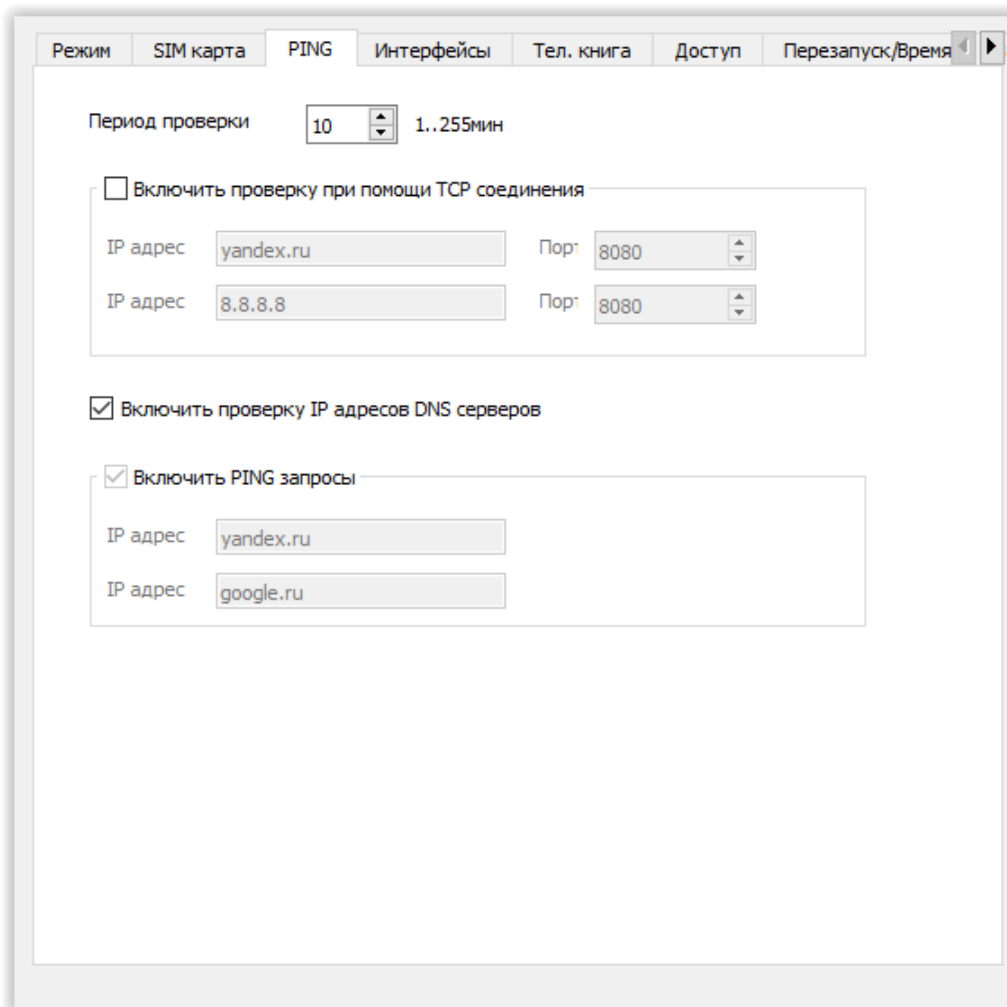 Режим SIM карта PING Интерфейсы Тел. книга Доступ Перезапуск/Время
Период проверки 10 1..255мин
Включить проверку при помощи TCP соединения
IP адрес yandex.ru Порт 8080
IP адрес 8.8.8.8 Порт 8080
Включить проверку IP адресов DNS серверов
Включить PING запросы
IP адрес yandex.ru
IP адрес google.ru